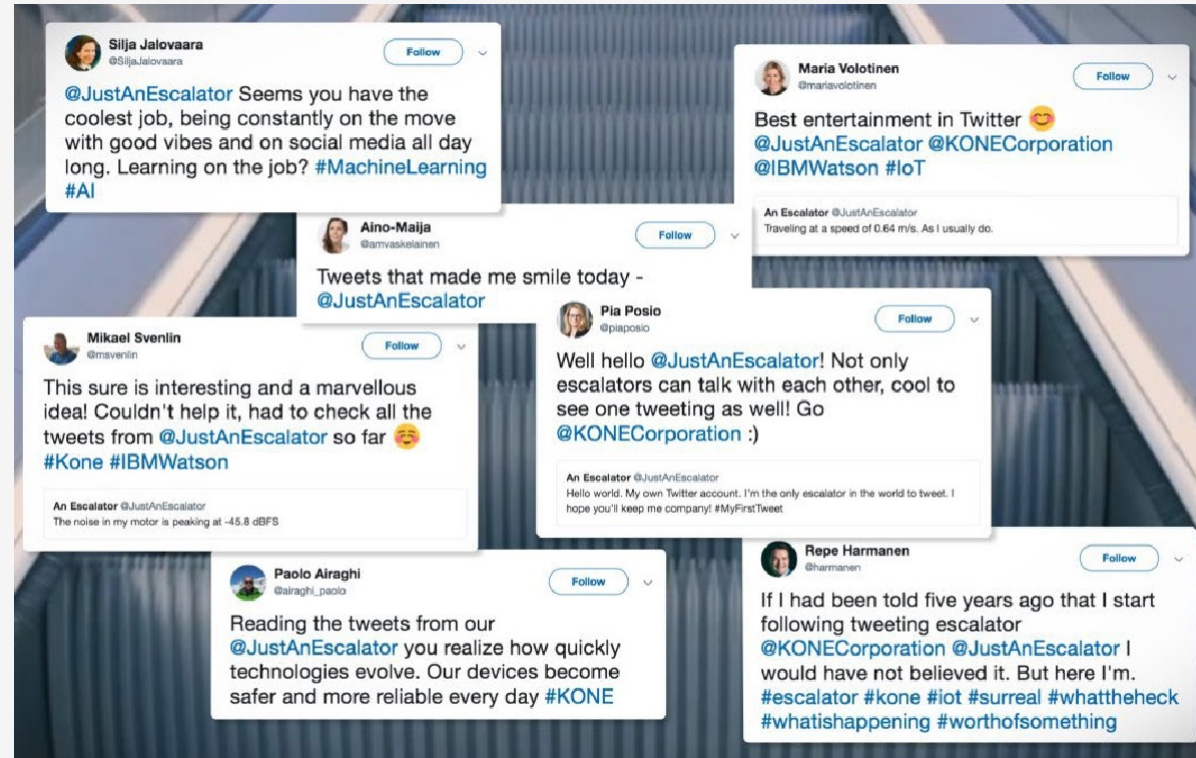 Silja Jalovaara
@SiljaJalovaara
Follow
@JustAnEscalator Seems you have the
coolest job, being constantly on the move
with good vibes and on social media all day
long. Learning on the job? #MachineLearning
#AI
Maria Volotinen
@mariavolotinen
Follow
Best entertainment in Twitter 😊
@JustAnEscalator @KONECorporation
@IBMWatson #IoT
An Escalator @JustAnEscalator
Traveling at a speed of 0.64 m/s. As I usually do.
Aino-Maija
@amvaskelainen
Follow
Tweets that made me smile today -
@JustAnEscalator
Mikael Svenlin
@msvenlin
Follow
This sure is interesting and a marvellous
idea! Couldn't help it, had to check all the
tweets from @JustAnEscalator so far ☺️
#Kone #IBMWatson
An Escalator @JustAnEscalator
The noise in my motor is peaking at -45.8 dBFS
Pia Posio
@piaposio
Follow
Well hello @JustAnEscalator! Not only
escalators can talk with each other, cool to
see one tweeting as well! Go
@KONECorporation :)
An Escalator @JustAnEscalator
Hello world. My own Twitter account. I'm the only escalator in the world to tweet. I
hope you'll keep me company! #MyFirstTweet
Paolo Airaghi
@airaghi_paolo
Follow
Reading the tweets from our
@JustAnEscalator you realize how quickly
technologies evolve. Our devices become
safer and more reliable every day #KONE
Repe Harmanen
@harmanen
Follow
If I had been told five years ago that I start
following tweeting escalator
@KONECorporation @JustAnEscalator I
would have not believed it. But here I'm.
#escalator #kone #iot #surreal #whattheheck
#whatishappening #worthofsomething